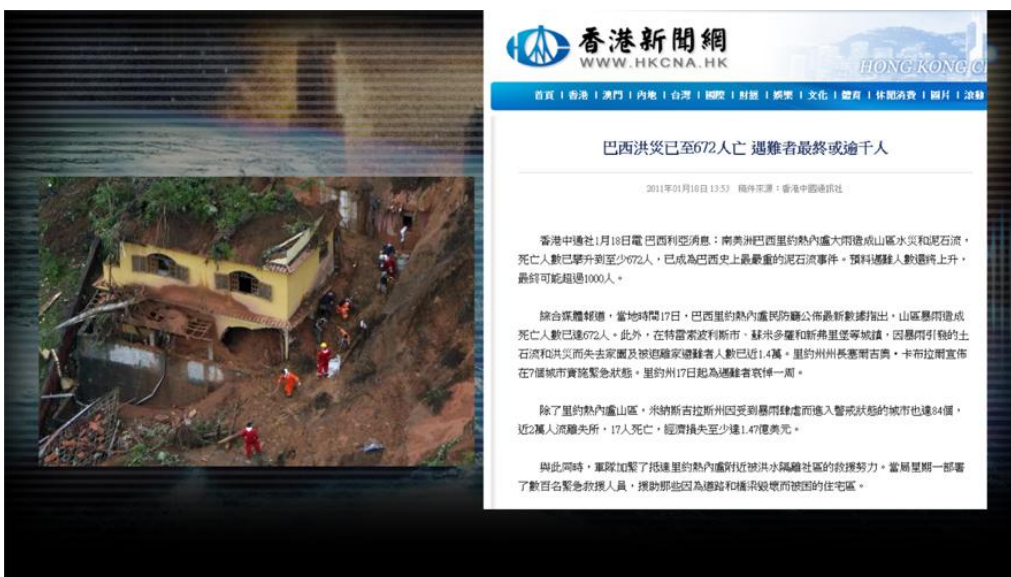 香港新聞網
WWW.HKCNA.HK
HONG KONG C
首頁 | 香港 | 澳門 | 內地 | 台灣 | 國際 | 財經 | 娛樂 | 文化 | 體育 | 休閒消費 | 圖片 | 滾動
巴西洪災已至672人亡 遇難者最終或逾千人
2011年01月18日 13:53 稿件來源：香港中國通訊社
香港中通社1月18日電 巴西利亞消息：南美洲巴西里約熱內盧大雨造成山區水災和泥石流，
死亡人數已攀升到至少672人，已成為巴西史上最嚴重的泥石流事件。預料遇難人數還將上升，
最終可能超過1000人。
綜合媒體報道，當地時間17日，巴西里約熱內盧民防廳公佈最新數據指出，山區暴雨造成
死亡人數已達672人。此外，在特雷索波利斯市、蘇米多羅和新弗里堡等城鎮，因暴雨引發的土
石流和洪災而失去家園及被迫離家避難者人數已近1.4萬。里約州州長塞爾吉奧·卡布拉爾宣佈
在7個城市實施緊急狀態。里約州17日起為遇難者哀悼一周。
除了里約熱內盧山區，米納斯吉拉斯州因受到暴雨肆虐而進入警戒狀態的城市也達84個，
近2萬人流離失所，17人死亡，經濟損失至少達1.47億美元。
與此同時，軍隊加緊了抵達里約熱內盧附近被洪水隔離社區的救援努力。當局星期一部署
了數百名緊急救援人員，援助那些因為道路和橋梁毀壞而被困的住宅區。